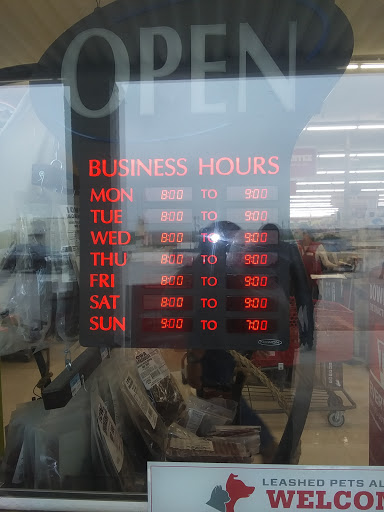 OPEN
BUSINESS HOURS
MON 8:00 TO 9:00
TUE 8:00 TO 9:00
WED 8:00 TO 9:00
THU 8:00 TO 9:00
FRI 8:00 TO 9:00
SAT 8:00 TO 9:00
SUN 9:00 TO 7:00
LEASHED PETS AL
WELCOM